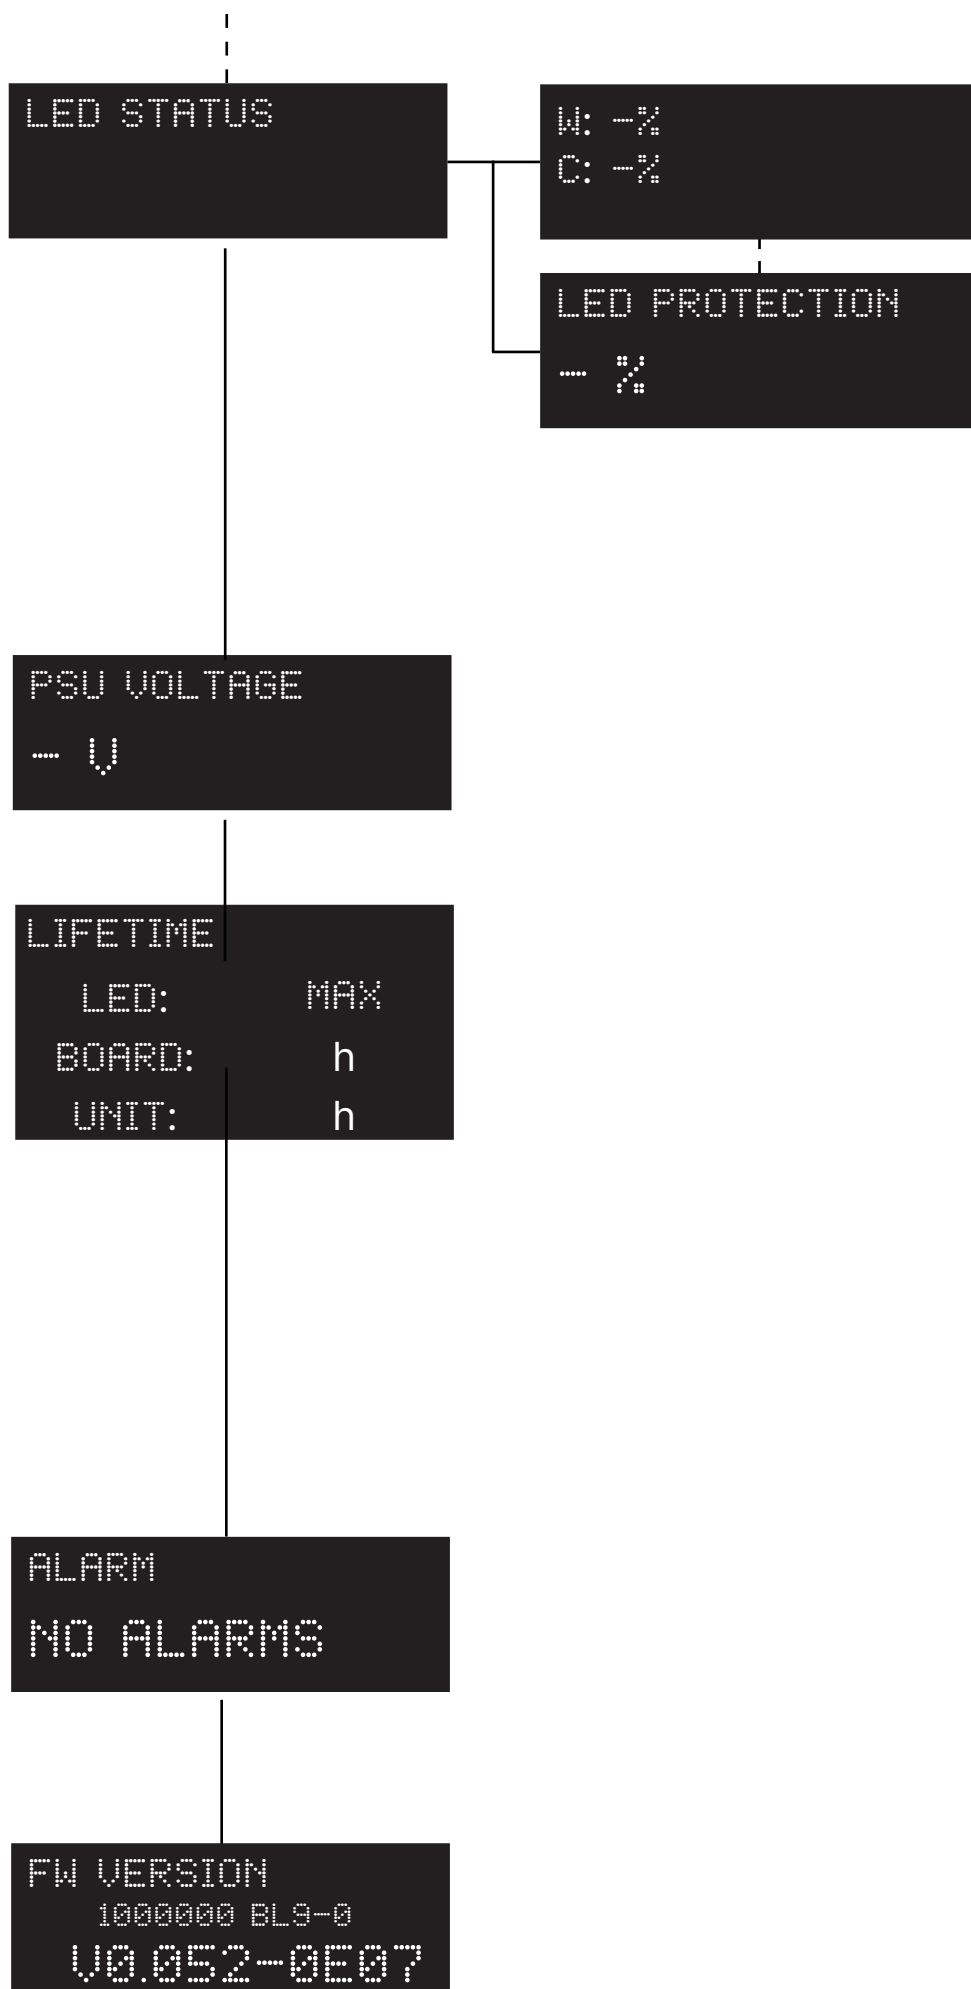 LED STATUS
W: -%
C: -%
LED PROTECTION
- %
PSU VOLTAGE
- V
LIFETIME
LED: MAX
BOARD: h
UNIT: h
ALARM
NO ALARMS
FW VERSION
1000000 BL9-0
V0.052-0E07